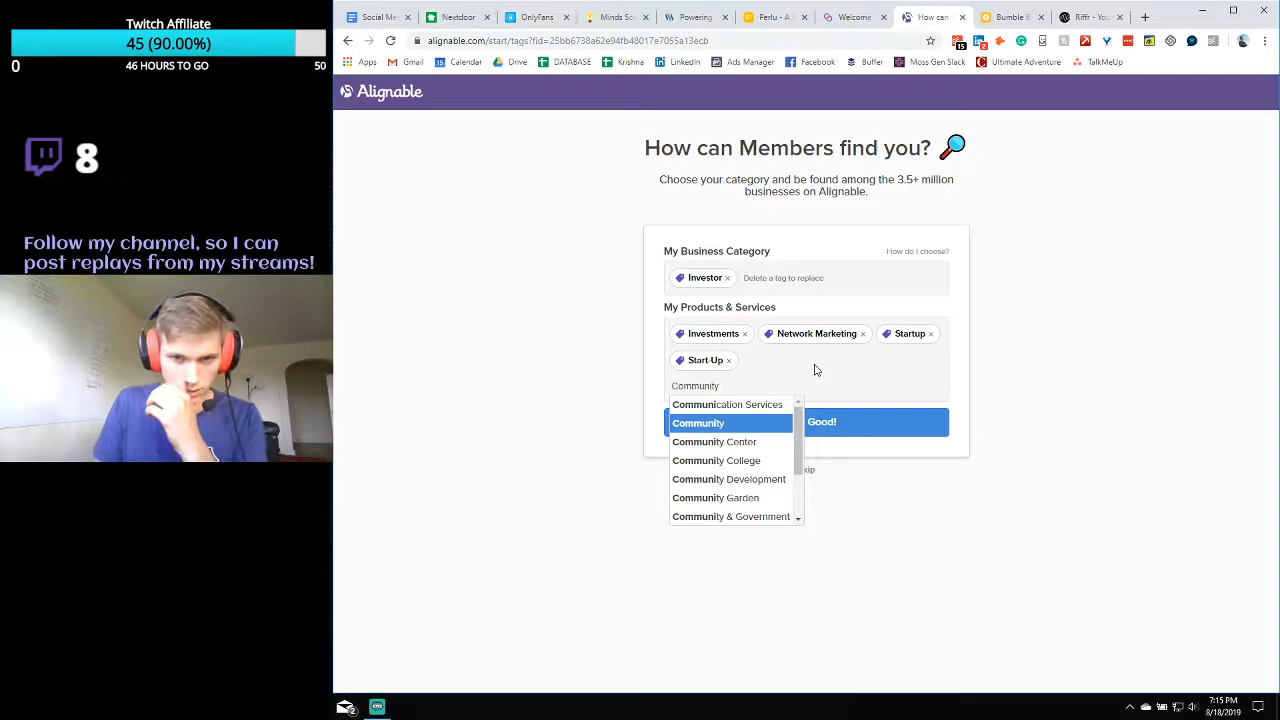 Twitch Affiliate
45 (90.00%)
0
46 HOURS TO GO
50
8
Follow my channel, so I can
post replays from my streams!
Social Me
Nextdoor
OnlyFans
Minds So
Powering
Perlu - A
Welcome
How can
Bumble B
Riffr - You
alignable.com/start/tags?fid=25bb6738a62e94fb48017e7055a13ecb
15
2
Apps
Gmail
Calendar
Drive
DATABASE
Krishna
LinkedIn
Ads Manager
Facebook
Buffer
Moss Gen Slack
Ultimate Adventure
TalkMeUp
Alignable
How can Members find you?
Choose your category and be found among the 3.5+ million
businesses on Alignable.
My Business Category
How do I choose?
Investor ×
Delete a tag to replace
My Products & Services
Investments ×
Network Marketing ×
Startup ×
Start-Up ×
Community
Communication Services
Community
Good!
Community Center
Community College
Community Development
Community Garden
Community & Government
7:15 PM
8/18/2019
2